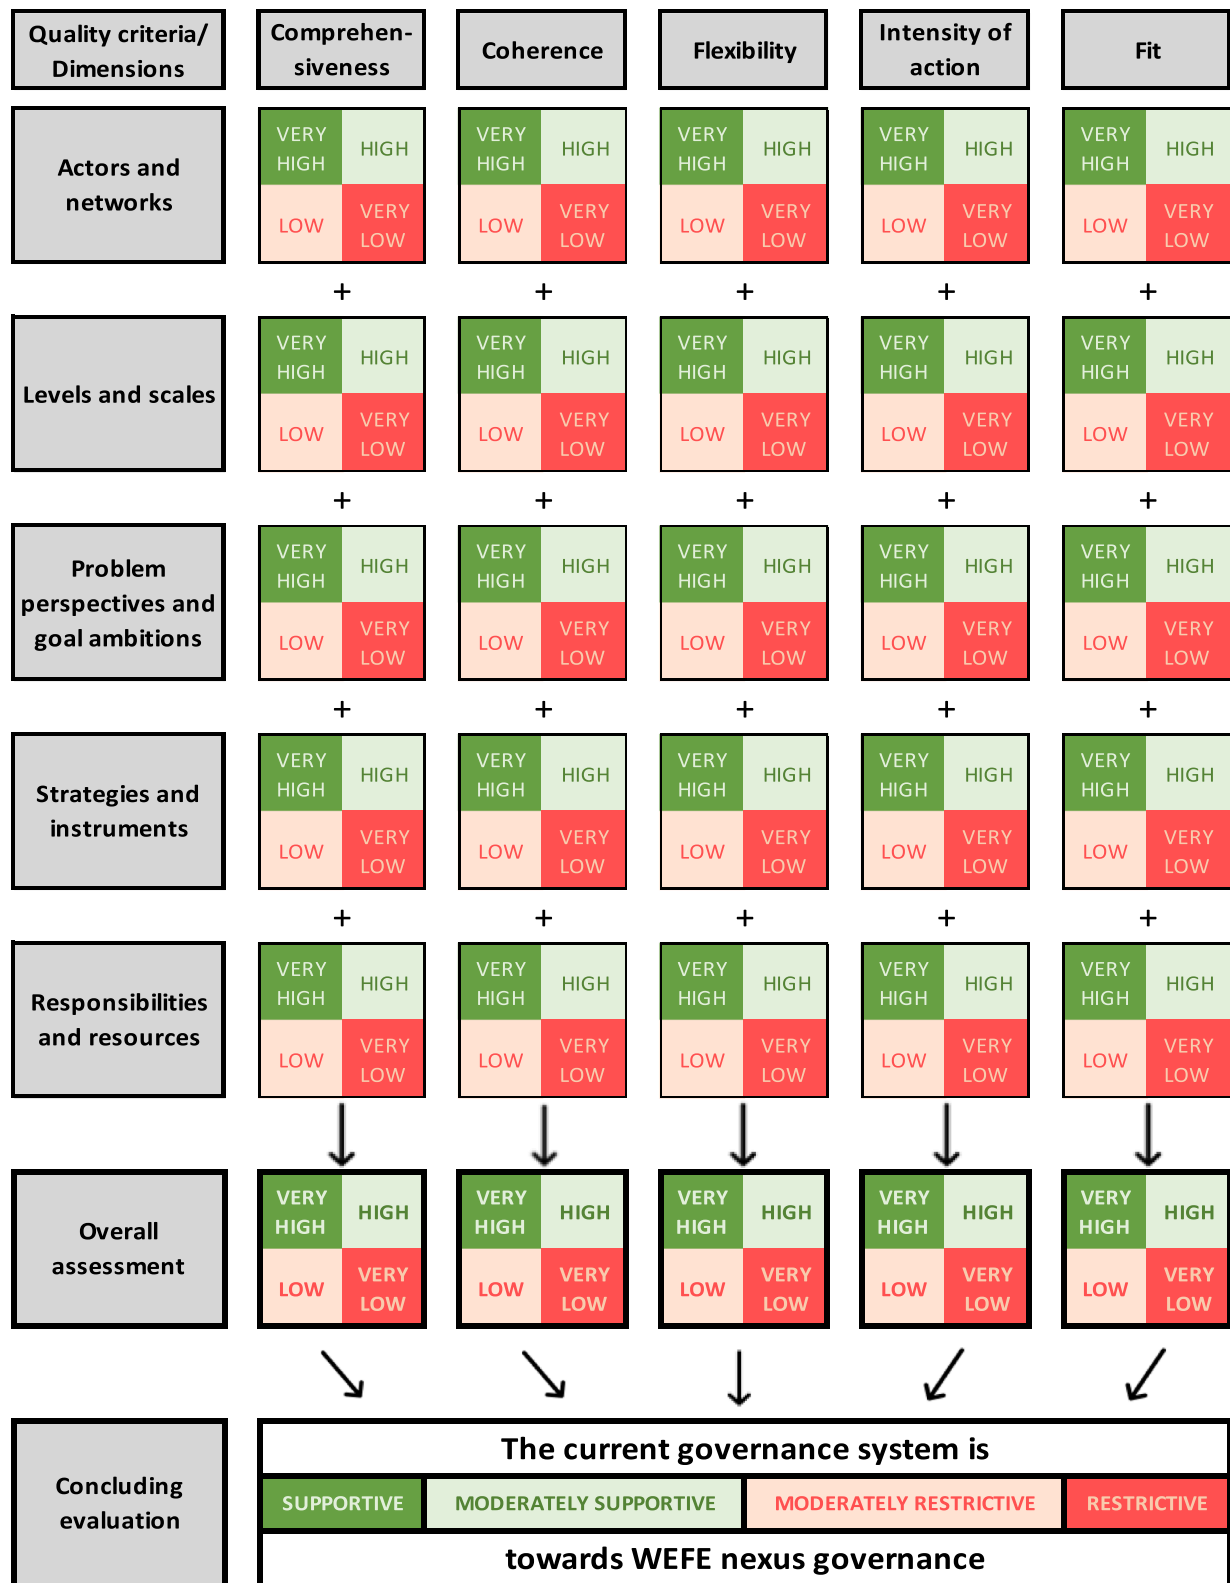 Quality criteria/
Dimensions
Comprehen-
siveness
Coherence
Flexibility
Intensity of
action
Fit
Actors and
networks
VERY
HIGH
HIGH
LOW
VERY
LOW
VERY
HIGH
HIGH
LOW
VERY
LOW
VERY
HIGH
HIGH
LOW
VERY
LOW
VERY
HIGH
HIGH
LOW
VERY
LOW
VERY
HIGH
HIGH
LOW
VERY
LOW
+ + + + +
Levels and scales
VERY
HIGH
HIGH
LOW
VERY
LOW
VERY
HIGH
HIGH
LOW
VERY
LOW
VERY
HIGH
HIGH
LOW
VERY
LOW
VERY
HIGH
HIGH
LOW
VERY
LOW
VERY
HIGH
HIGH
LOW
VERY
LOW
+ + + + +
Problem
perspectives and
goal ambitions
VERY
HIGH
HIGH
LOW
VERY
LOW
VERY
HIGH
HIGH
LOW
VERY
LOW
VERY
HIGH
HIGH
LOW
VERY
LOW
VERY
HIGH
HIGH
LOW
VERY
LOW
VERY
HIGH
HIGH
LOW
VERY
LOW
+ + + + +
Strategies and
instruments
VERY
HIGH
HIGH
LOW
VERY
LOW
VERY
HIGH
HIGH
LOW
VERY
LOW
VERY
HIGH
HIGH
LOW
VERY
LOW
VERY
HIGH
HIGH
LOW
VERY
LOW
VERY
HIGH
HIGH
LOW
VERY
LOW
+ + + + +
Responsibilities
and resources
VERY
HIGH
HIGH
LOW
VERY
LOW
VERY
HIGH
HIGH
LOW
VERY
LOW
VERY
HIGH
HIGH
LOW
VERY
LOW
VERY
HIGH
HIGH
LOW
VERY
LOW
VERY
HIGH
HIGH
LOW
VERY
LOW
Overall
assessment
VERY
HIGH
HIGH
LOW
VERY
LOW
VERY
HIGH
HIGH
LOW
VERY
LOW
VERY
HIGH
HIGH
LOW
VERY
LOW
VERY
HIGH
HIGH
LOW
VERY
LOW
VERY
HIGH
HIGH
LOW
VERY
LOW
Concluding
evaluation
The current governance system is
SUPPORTIVE
MODERATELY SUPPORTIVE
MODERATELY RESTRICTIVE
RESTRICTIVE
towards WEFE nexus governance